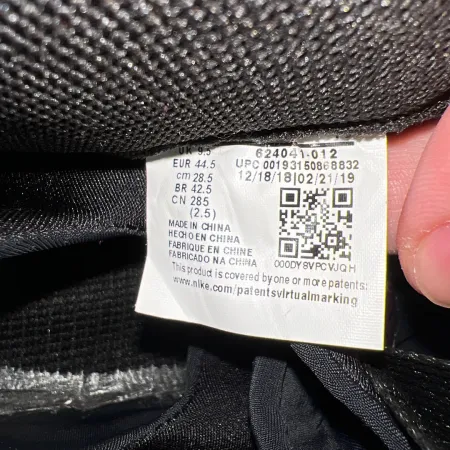 UK 9.5
EUR 44.5
cm 28.5
BR 42.5
CN 285
(2.5)
624041-012
UPC 00193150868832
12/18/18|02/21/19
000DY8VPCVJQH
MADE IN CHINA
HECHO EN CHINA
FABRIQUE EN CHINE
FABRICADO NA CHINA
This product is covered by one or more patents:
www.nike.com/patentsvirtualmarking